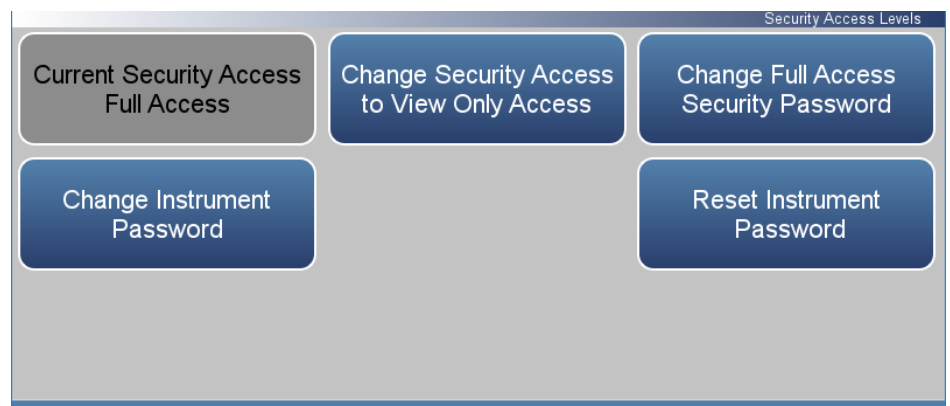 Security Access Levels
Current Security Access
Full Access
Change Security Access
to View Only Access
Change Full Access
Security Password
Change Instrument
Password
Reset Instrument
Password